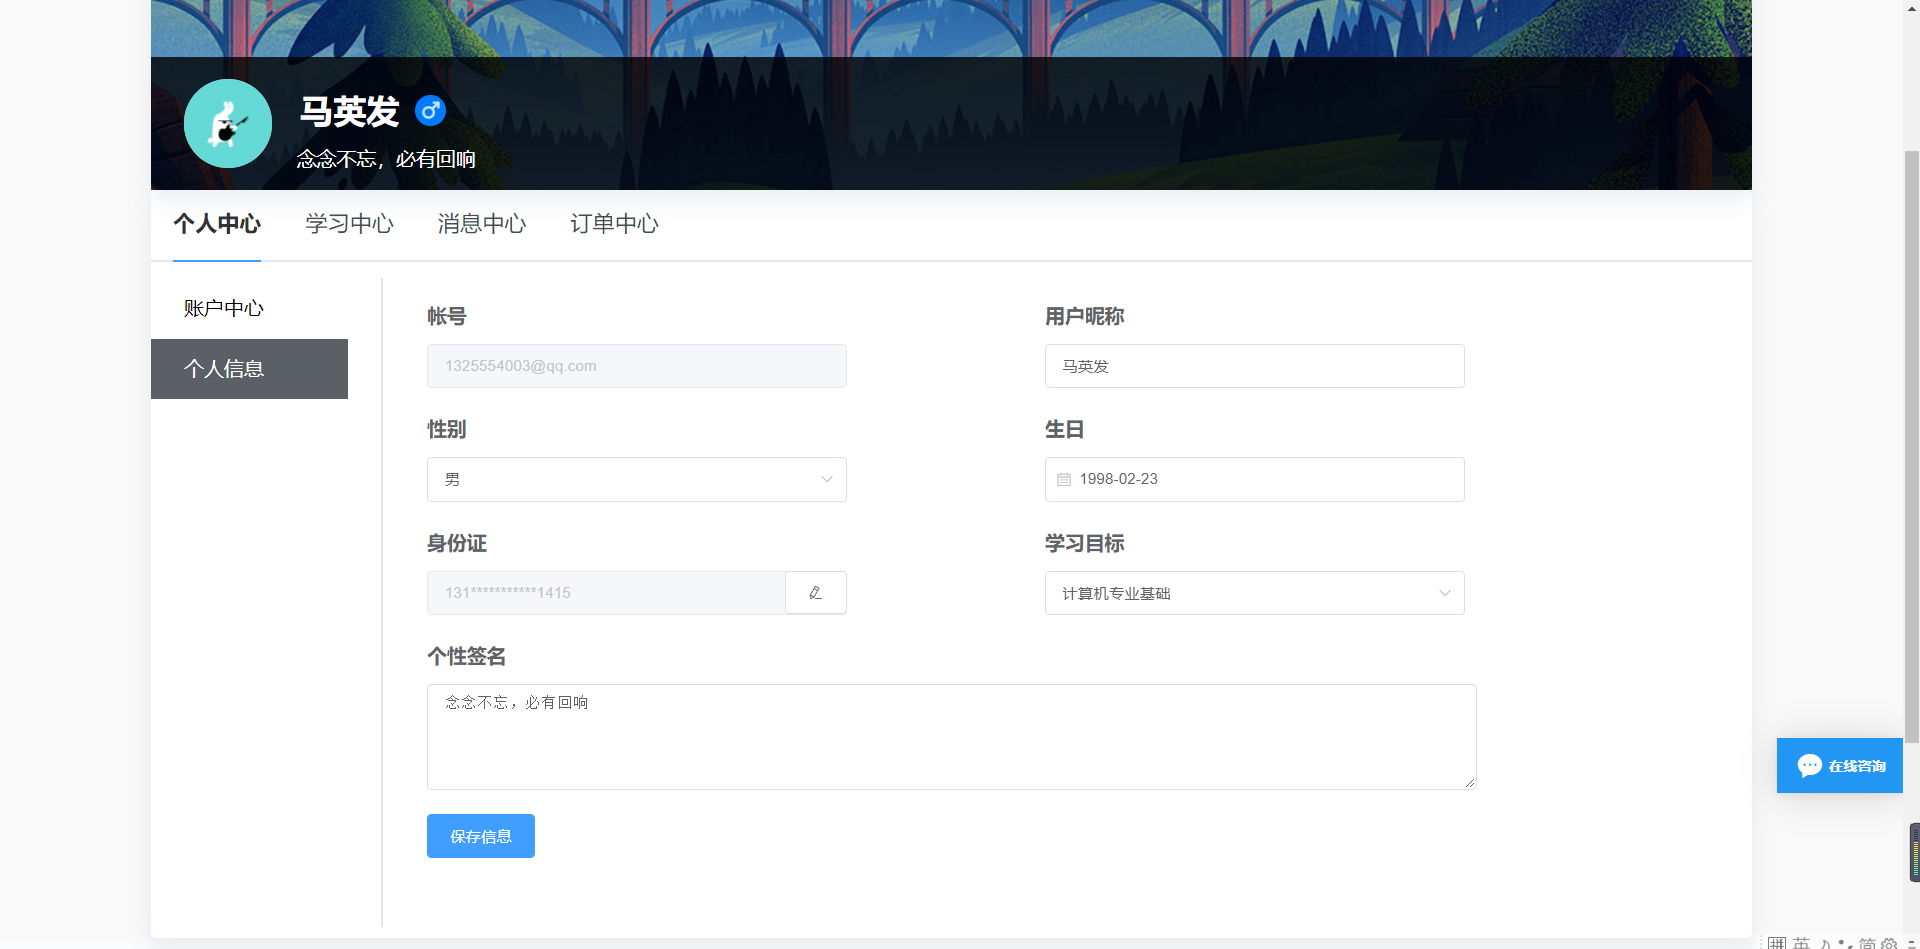 马英发
念念不忘，必有回响
个人中心 学习中心 消息中心 订单中心
账户中心
个人信息
帐号 用户昵称
1325554003@qq.com 马英发
性别 生日
男 1998-02-23
身份证 学习目标
131***********1415 计算机专业基础
个性签名
念念不忘，必有回响
在线咨询
保存信息
英 简